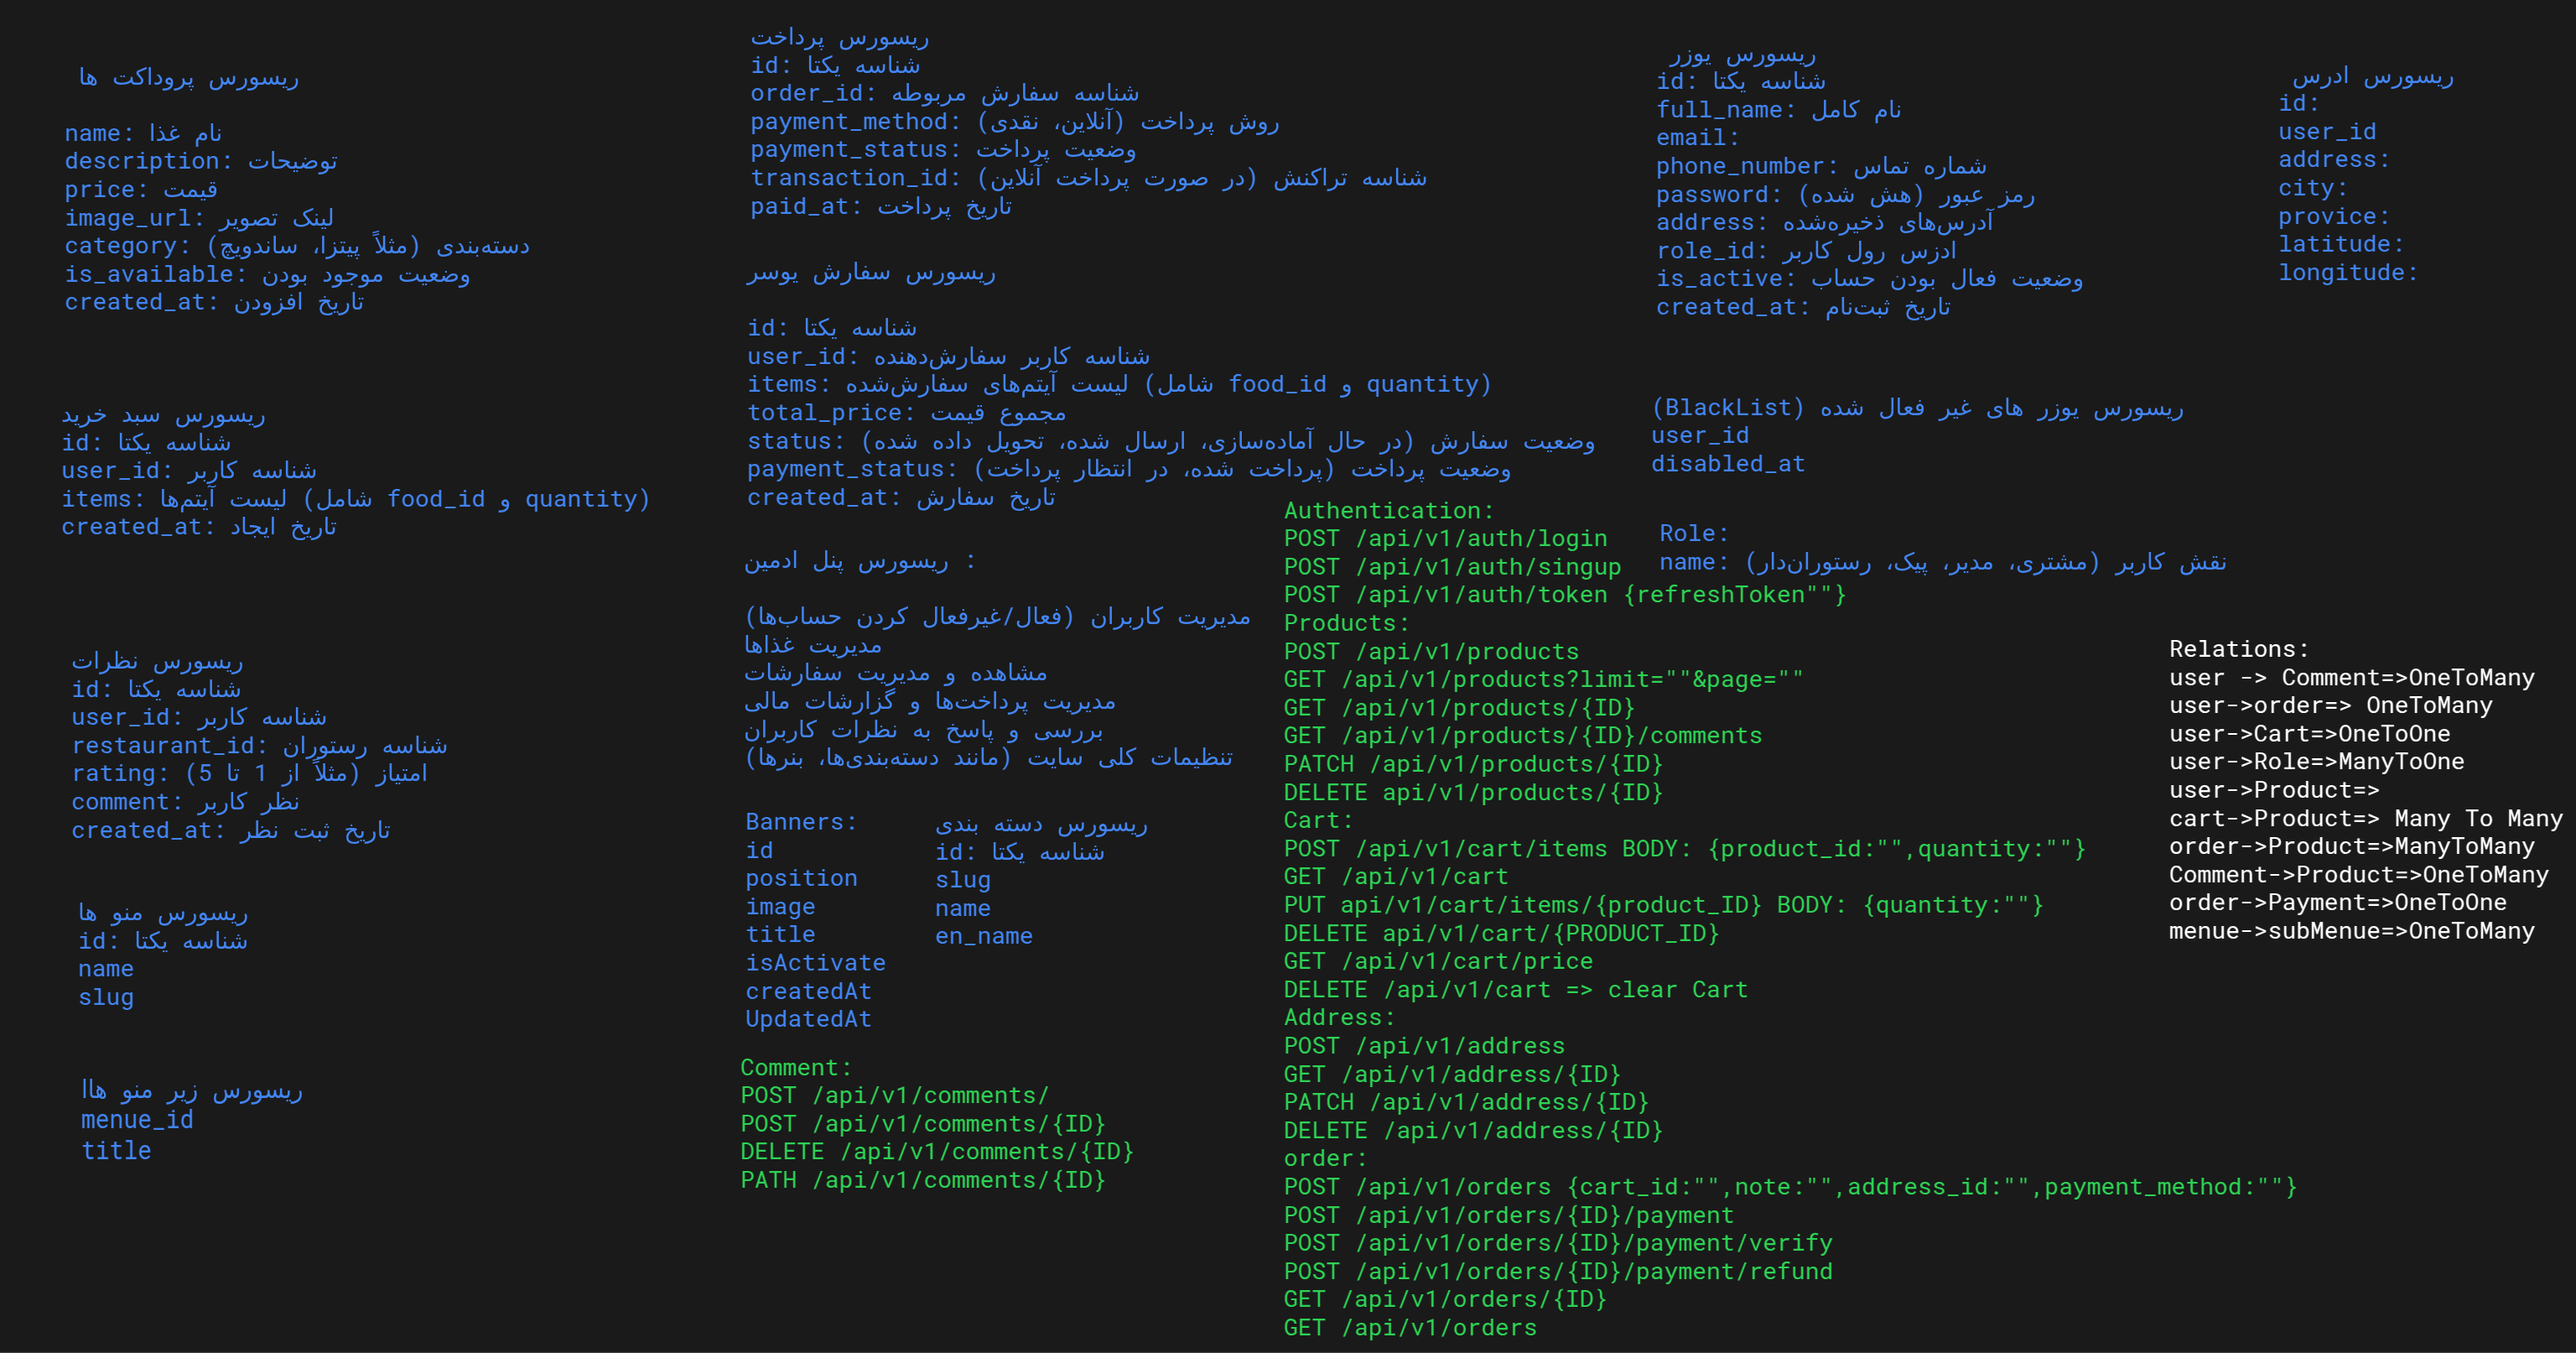 ریسورس پروداکت ها
name: نام غذا
description: توضیحات
price: قیمت
image_url: لینک تصویر
category: دسته‌بندی (مثلاً پیتزا، ساندویچ)
is_available: وضعیت موجود بودن
created_at: تاریخ افزودن
ریسورس سبد خرید
id: شناسه یکتا
user_id: شناسه کاربر
items: لیست آیتم‌ها (شامل food_id و quantity)
created_at: تاریخ ایجاد
ریسورس نظرات
id: شناسه یکتا
user_id: شناسه کاربر
restaurant_id: شناسه رستوران
rating: امتیاز (مثلاً از 1 تا 5)
comment: نظر کاربر
created_at: تاریخ ثبت نظر
ریسورس منو ها
id: شناسه یکتا
name
slug
ریسورس زیر منو هاا
menue_id
title
ریسورس پرداخت
id: شناسه یکتا
order_id: شناسه سفارش مربوطه
payment_method: روش پرداخت (آنلاین، نقدی)
payment_status: وضعیت پرداخت
transaction_id: شناسه تراکنش (در صورت پرداخت آنلاین)
paid_at: تاریخ پرداخت
ریسورس سفارش یوسر
id: شناسه یکتا
user_id: شناسه کاربر سفارش‌دهنده
items: لیست آیتم‌های سفارش‌شده (شامل food_id و quantity)
total_price: مجموع قیمت
status: وضعیت سفارش (در حال آماده‌سازی، ارسال شده، تحویل داده شده)
payment_status: وضعیت پرداخت (پرداخت شده، در انتظار پرداخت)
created_at: تاریخ سفارش
ریسورس پنل ادمین :
مدیریت کاربران (فعال/غیرفعال کردن حساب‌ها)
مدیریت غذاها
مشاهده و مدیریت سفارشات
مدیریت پرداخت‌ها و گزارشات مالی
بررسی و پاسخ به نظرات کاربران
تنظیمات کلی سایت (مانند دسته‌بندی‌ها، بنرها)
Banners:
id
position
image
title
isActivate
createdAt
UpdatedAt
ریسورس دسته بندی
id: شناسه یکتا
slug
name
en_name
Comment:
POST /api/v1/comments/
POST /api/v1/comments/{ID}
DELETE /api/v1/comments/{ID}
PATH /api/v1/comments/{ID}
ریسورس یوزر
id: شناسه یکتا
full_name: نام کامل
email:
phone_number: شماره تماس
password: رمز عبور (هش شده)
address: آدرس‌های ذخیره‌شده
role_id: ادزس رول کاربر
is_active: وضعیت فعال بودن حساب
created_at: تاریخ ثبت‌نام
ریسورس ادرس
id:
user_id
address:
city:
provice:
latitude:
longitude:
ریسورس یوزر های غیر فعال شده (BlackList)
user_id
disabled_at
Role:
name: نقش کاربر (مشتری، مدیر، پیک، رستوران‌دار)
Authentication:
POST /api/v1/auth/login
POST /api/v1/auth/singup
POST /api/v1/auth/token {refreshToken""}
Products:
POST /api/v1/products
GET /api/v1/products?limit=""&page=""
GET /api/v1/products/{ID}
GET /api/v1/products/{ID}/comments
PATCH /api/v1/products/{ID}
DELETE api/v1/products/{ID}
Cart:
POST /api/v1/cart/items BODY: {product_id:"",quantity:""}
GET /api/v1/cart
PUT api/v1/cart/items/{product_ID} BODY: {quantity:""}
DELETE api/v1/cart/{PRODUCT_ID}
GET /api/v1/cart/price
DELETE /api/v1/cart => clear Cart
Address:
POST /api/v1/address
GET /api/v1/address/{ID}
PATCH /api/v1/address/{ID}
DELETE /api/v1/address/{ID}
order:
POST /api/v1/orders {cart_id:"",note:"",address_id:"",payment_method:""}
POST /api/v1/orders/{ID}/payment
POST /api/v1/orders/{ID}/payment/verify
POST /api/v1/orders/{ID}/payment/refund
GET /api/v1/orders/{ID}
GET /api/v1/orders
Relations:
user -> Comment=>OneToMany
user->order=> OneToMany
user->Cart=>OneToOne
user->Role=>ManyToOne
user->Product=>
cart->Product=> Many To Many
order->Product=>ManyToMany
Comment->Product=>OneToMany
order->Payment=>OneToOne
menue->subMenue=>OneToMany